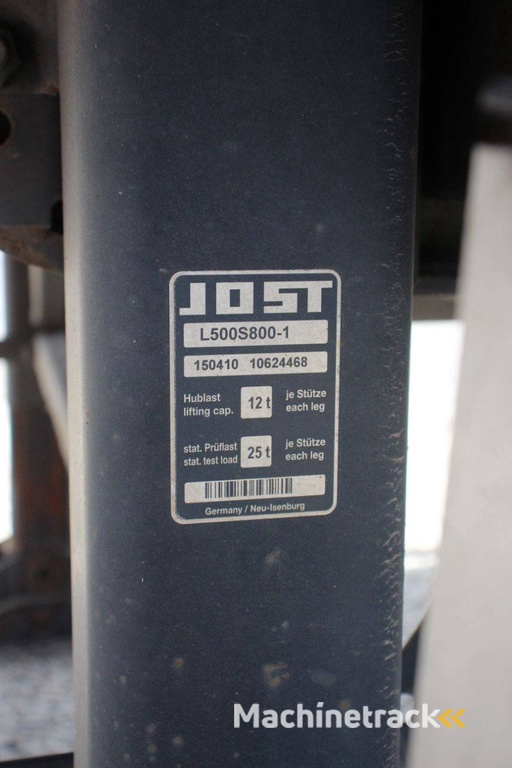 JOST
L500S800-1
150410 10624468
Hublast 12 t je Stütze
lifting cap. each leg
stat. Prüflast 25 t je Stütze
stat. test load each leg
Germany / Neu-Isenburg
Machinetrack